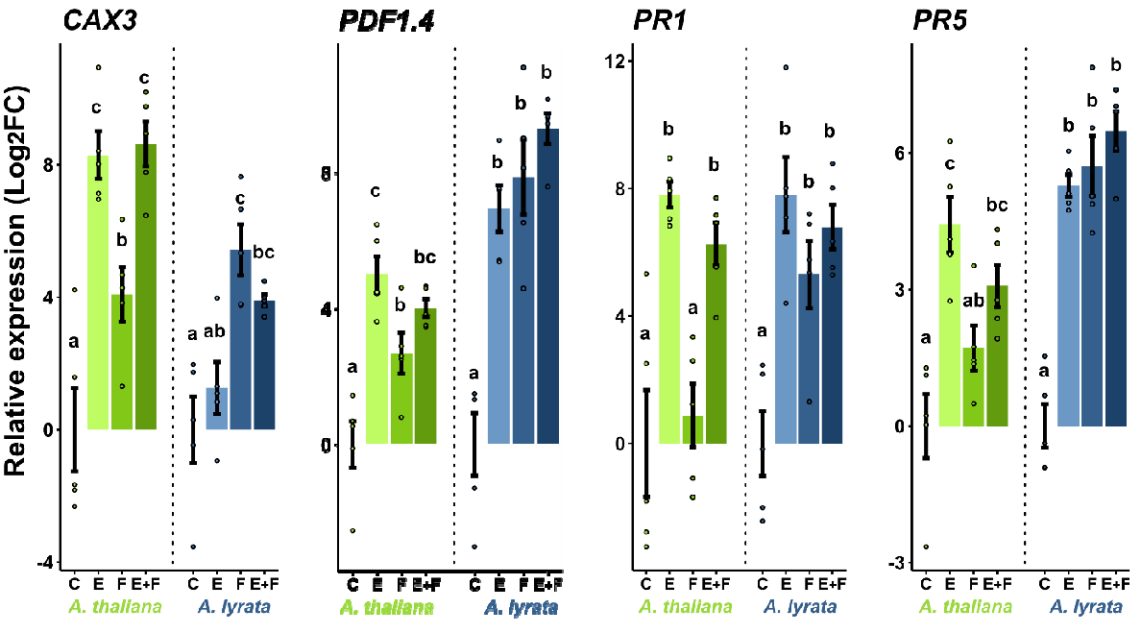 CAX3 PDF1.4 PR1 PR5
Relative expression (Log2FC)
8
4
0
-4
a c b c
a ab c bc
C E F E+F C E F E+F
A. thaliana A. lyrata
8
4
0
a c b bc
a b b b
C E F E+F C E F E+F
A. thaliana A. lyrata
12
8
4
0
a b a b
a b b b
C E F E+F C E F E+F
A. thaliana A. lyrata
6
3
0
-3
a c ab bc
a b b b
C E F E+F C E F E+F
A. thaliana A. lyrata